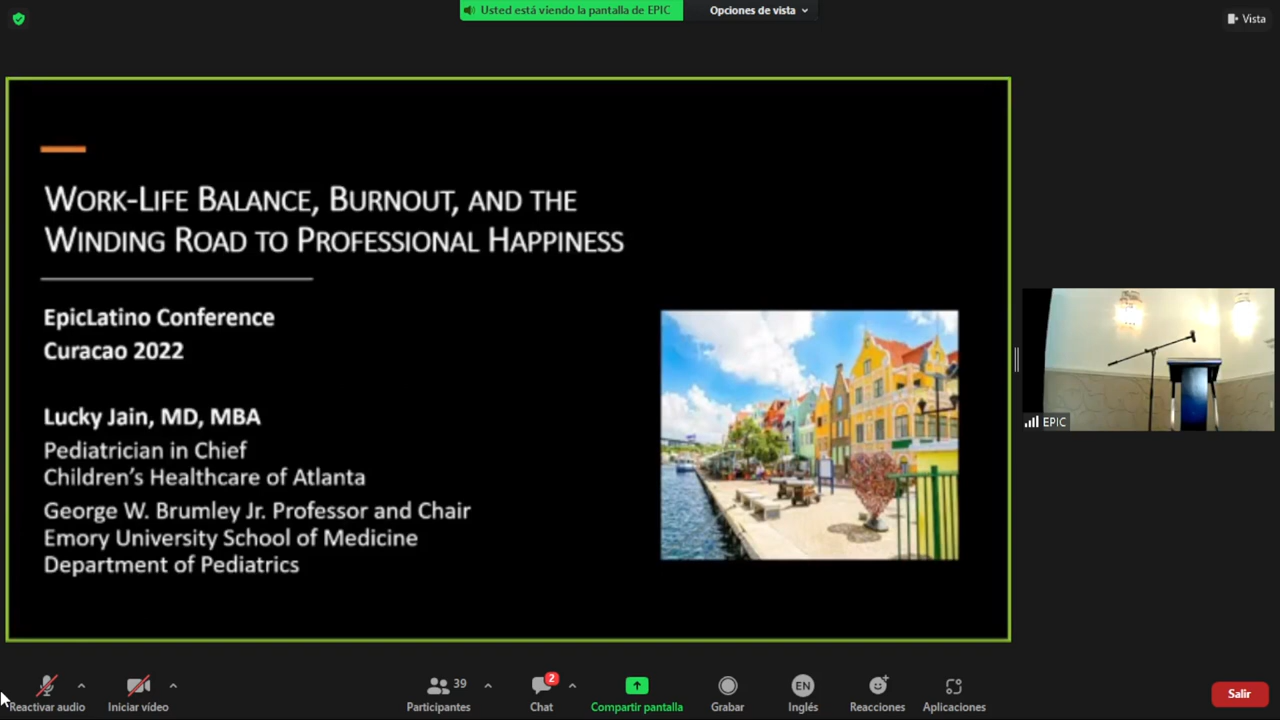 Usted está viendo la pantalla de EPIC
Opciones de vista
Vista
WORK-LIFE BALANCE, BURNOUT, AND THE
WINDING ROAD TO PROFESSIONAL HAPPINESS
EpicLatino Conference
Curacao 2022
Lucky Jain, MD, MBA
Pediatrician in Chief
Children's Healthcare of Atlanta
George W. Brumley Jr. Professor and Chair
Emory University School of Medicine
Department of Pediatrics
EPIC
Reactivar audio
Iniciar vídeo
39
Participantes
2
Chat
Compartir pantalla
Grabar
EN
Inglés
Reacciones
Aplicaciones
Salir